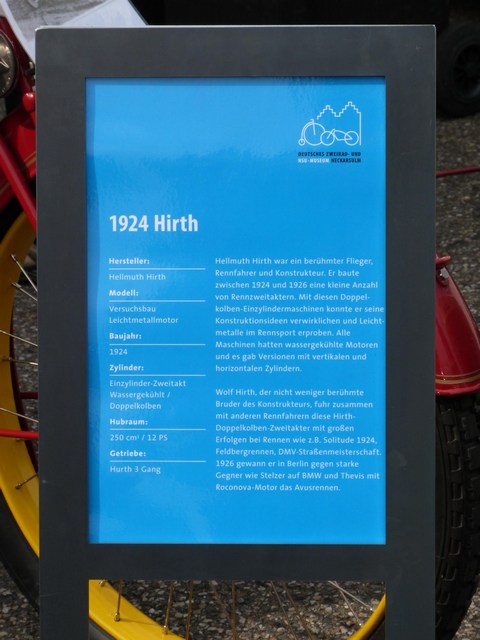 DEUTSCHES ZWEIRAD- UND
NSU-MUSEUM NECKARSULM
1924 Hirth
Hersteller:
Hellmuth Hirth
Modell:
Versuchsbau
Leichtmetallmotor
Baujahr:
1924
Zylinder:
Einzylinder-Zweitakt
Wassergekühlt /
Doppelkolben
Hubraum:
250 cm³ / 12 PS
Getriebe:
Hurth 3 Gang
Hellmuth Hirth war ein berühmter Flieger,
Rennfahrer und Konstrukteur. Er baute
zwischen 1924 und 1926 eine kleine Anzahl
von Rennzweitaktern. Mit diesen Doppel-
kolben-Einzylindermaschinen konnte er seine
Konstruktionsideen verwirklichen und Leicht-
metalle im Rennsport erproben. Alle
Maschinen hatten wassergekühlte Motoren
und es gab Versionen mit vertikalen und
horizontalen Zylindern.
Wolf Hirth, der nicht weniger berühmte
Bruder des Konstrukteurs, fuhr zusammen
mit anderen Rennfahrern diese Hirth-
Doppelkolben-Zweitakter mit großen
Erfolgen bei Rennen wie z.B. Solitude 1924,
Feldbergrennen, DMV-Straßenmeisterschaft.
1926 gewann er in Berlin gegen starke
Gegner wie Stelzer auf BMW und Thevis mit
Roconova-Motor das Avusrennen.